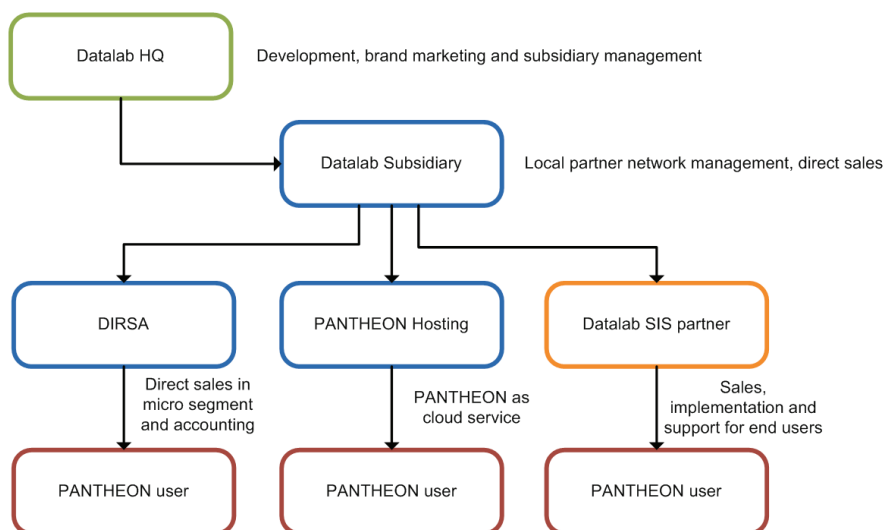 Datalab HQ
Development, brand marketing and subsidiary management
Datalab Subsidiary
Local partner network management, direct sales
DIRSA
PANTHEON Hosting
Datalab SIS partner
Direct sales in
micro segment
and accounting
PANTHEON as
cloud service
Sales,
implementation and
support for end users
PANTHEON user
PANTHEON user
PANTHEON user